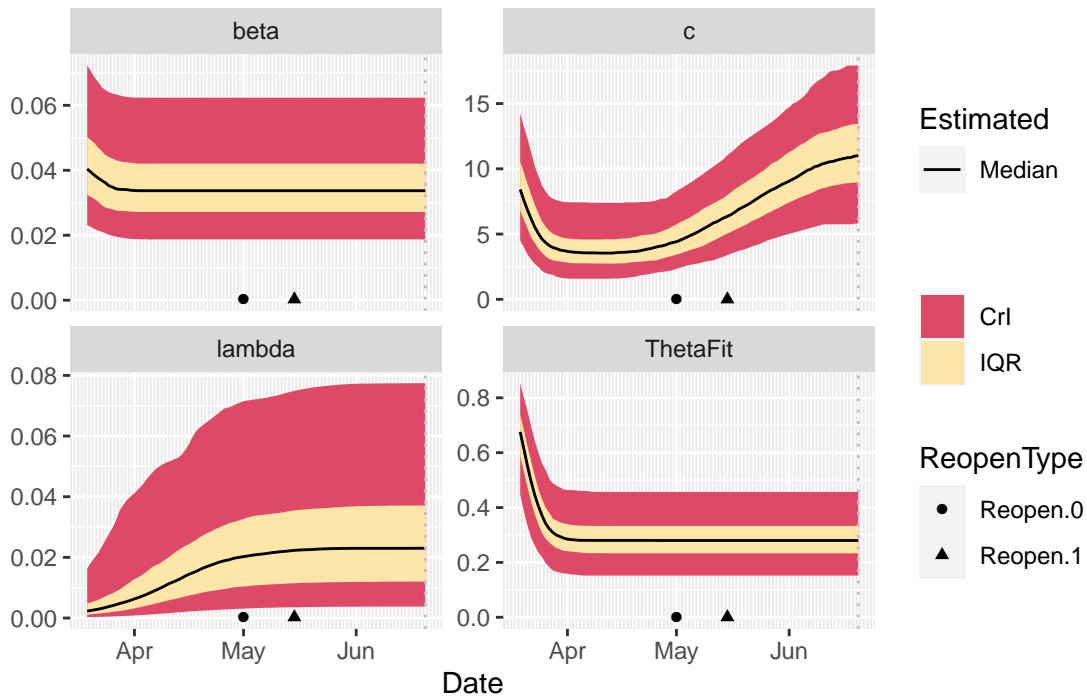 beta
c
0.06
0.04
0.02
0.00
15
10
5
0
lambda
ThetaFit
0.08
0.06
0.04
0.02
0.00
0.8
0.6
0.4
0.2
0.0
Apr
May
Jun
Apr
May
Jun
Date
Estimated
Median
CrI
IQR
ReopenType
Reopen.0
Reopen.1